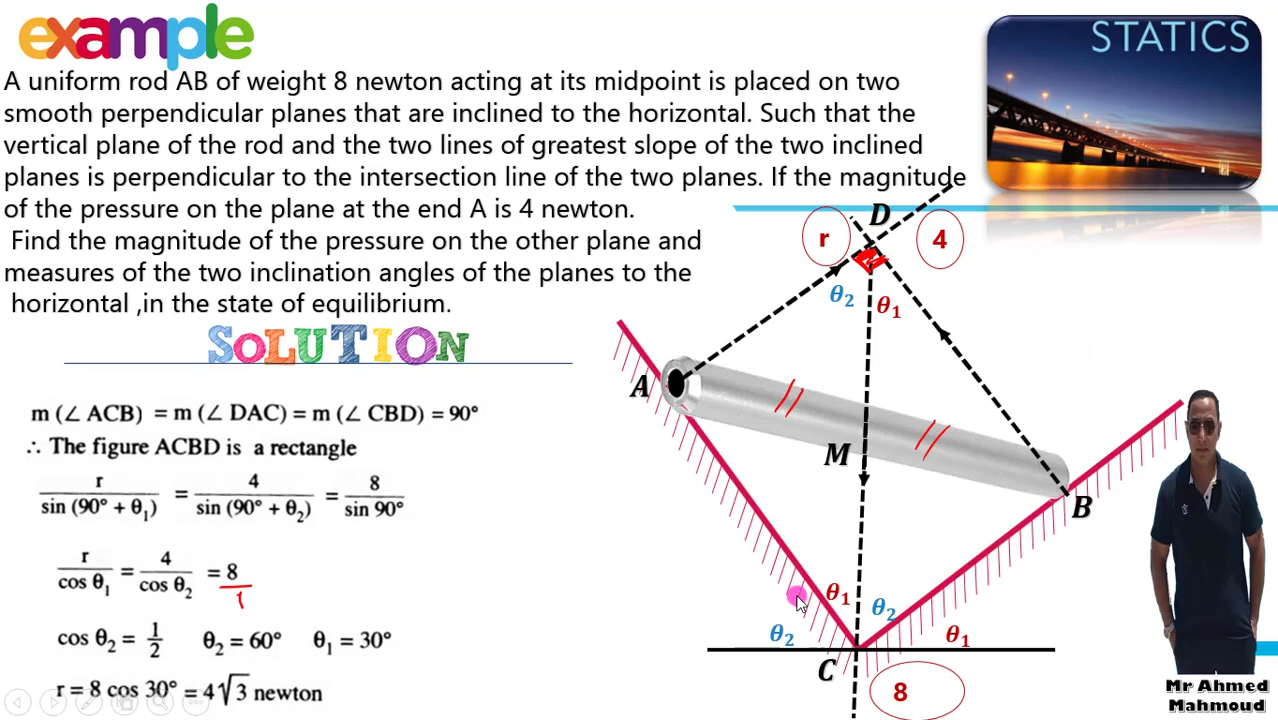 example
STATICS
A uniform rod AB of weight 8 newton acting at its midpoint is placed on two
smooth perpendicular planes that are inclined to the horizontal. Such that the
vertical plane of the rod and the two lines of greatest slope of the two inclined
planes is perpendicular to the intersection line of the two planes. If the magnitude
of the pressure on the plane at the end A is 4 newton.
Find the magnitude of the pressure on the other plane and
measures of the two inclination angles of the planes to the
horizontal ,in the state of equilibrium.
SOLUTION
m (∠ ACB) = m (∠ DAC) = m (∠ CBD) = 90°
∴ The figure ACBD is a rectangle
r / sin (90° + θ₁) = 4 / sin (90° + θ₂) = 8 / sin 90°
r / cos θ₁ = 4 / cos θ₂ = 8 / 1
cos θ₂ = 1/2 θ₂ = 60° θ₁ = 30°
r = 8 cos 30° = 4√3 newton
D
r
4
θ₂
θ₁
A
M
B
θ₁
θ₂
θ₂
θ₁
C
8
Mr Ahmed
Mahmoud